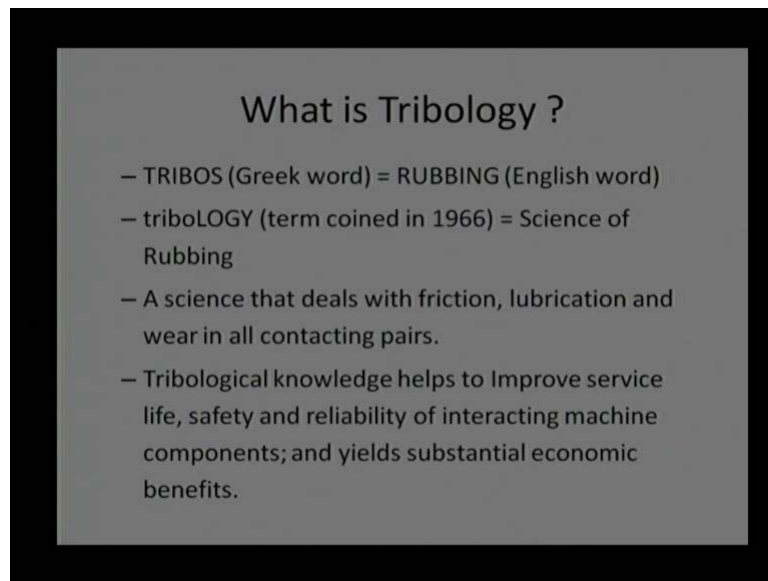 What is Tribology ?
– TRIBOS (Greek word) = RUBBING (English word)
– triboLOGY (term coined in 1966) = Science of
Rubbing
– A science that deals with friction, lubrication and
wear in all contacting pairs.
– Tribological knowledge helps to Improve service
life, safety and reliability of interacting machine
components; and yields substantial economic
benefits.